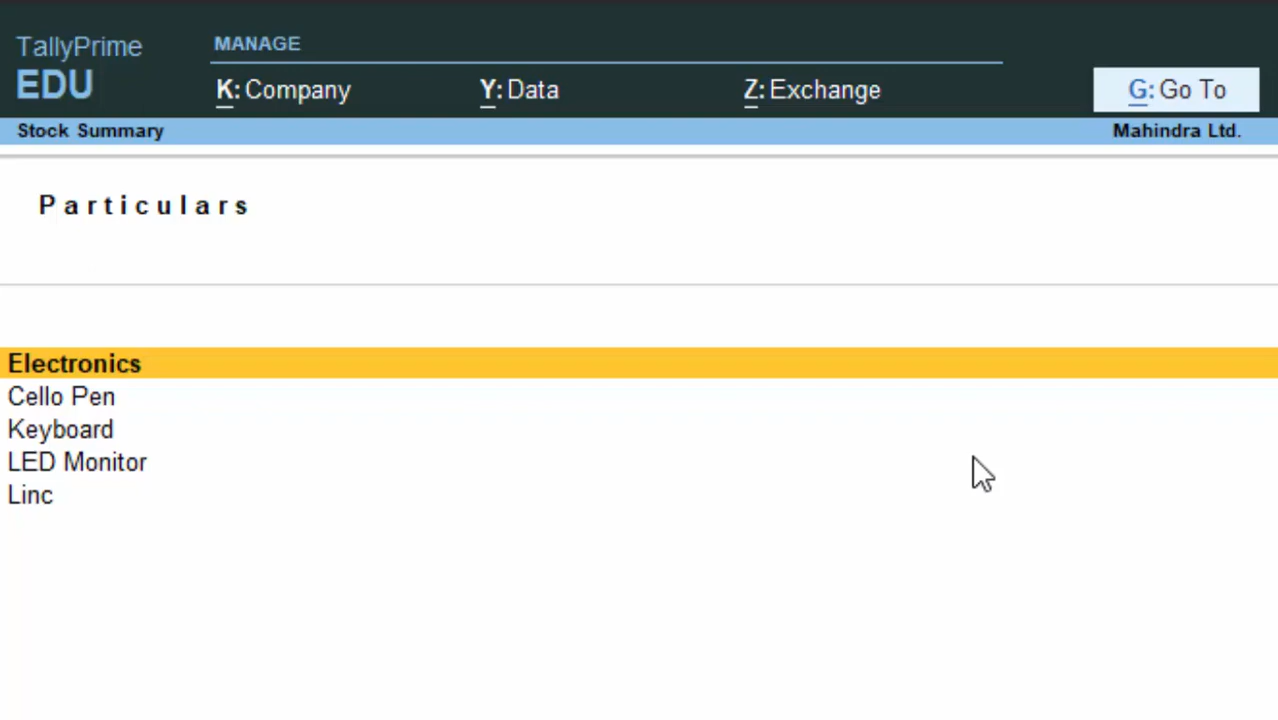 TallyPrime
EDU
MANAGE
K: Company
Y: Data
Z: Exchange
G: Go To
Stock Summary
Mahindra Ltd.
Particulars
Electronics
Cello Pen
Keyboard
LED Monitor
Linc